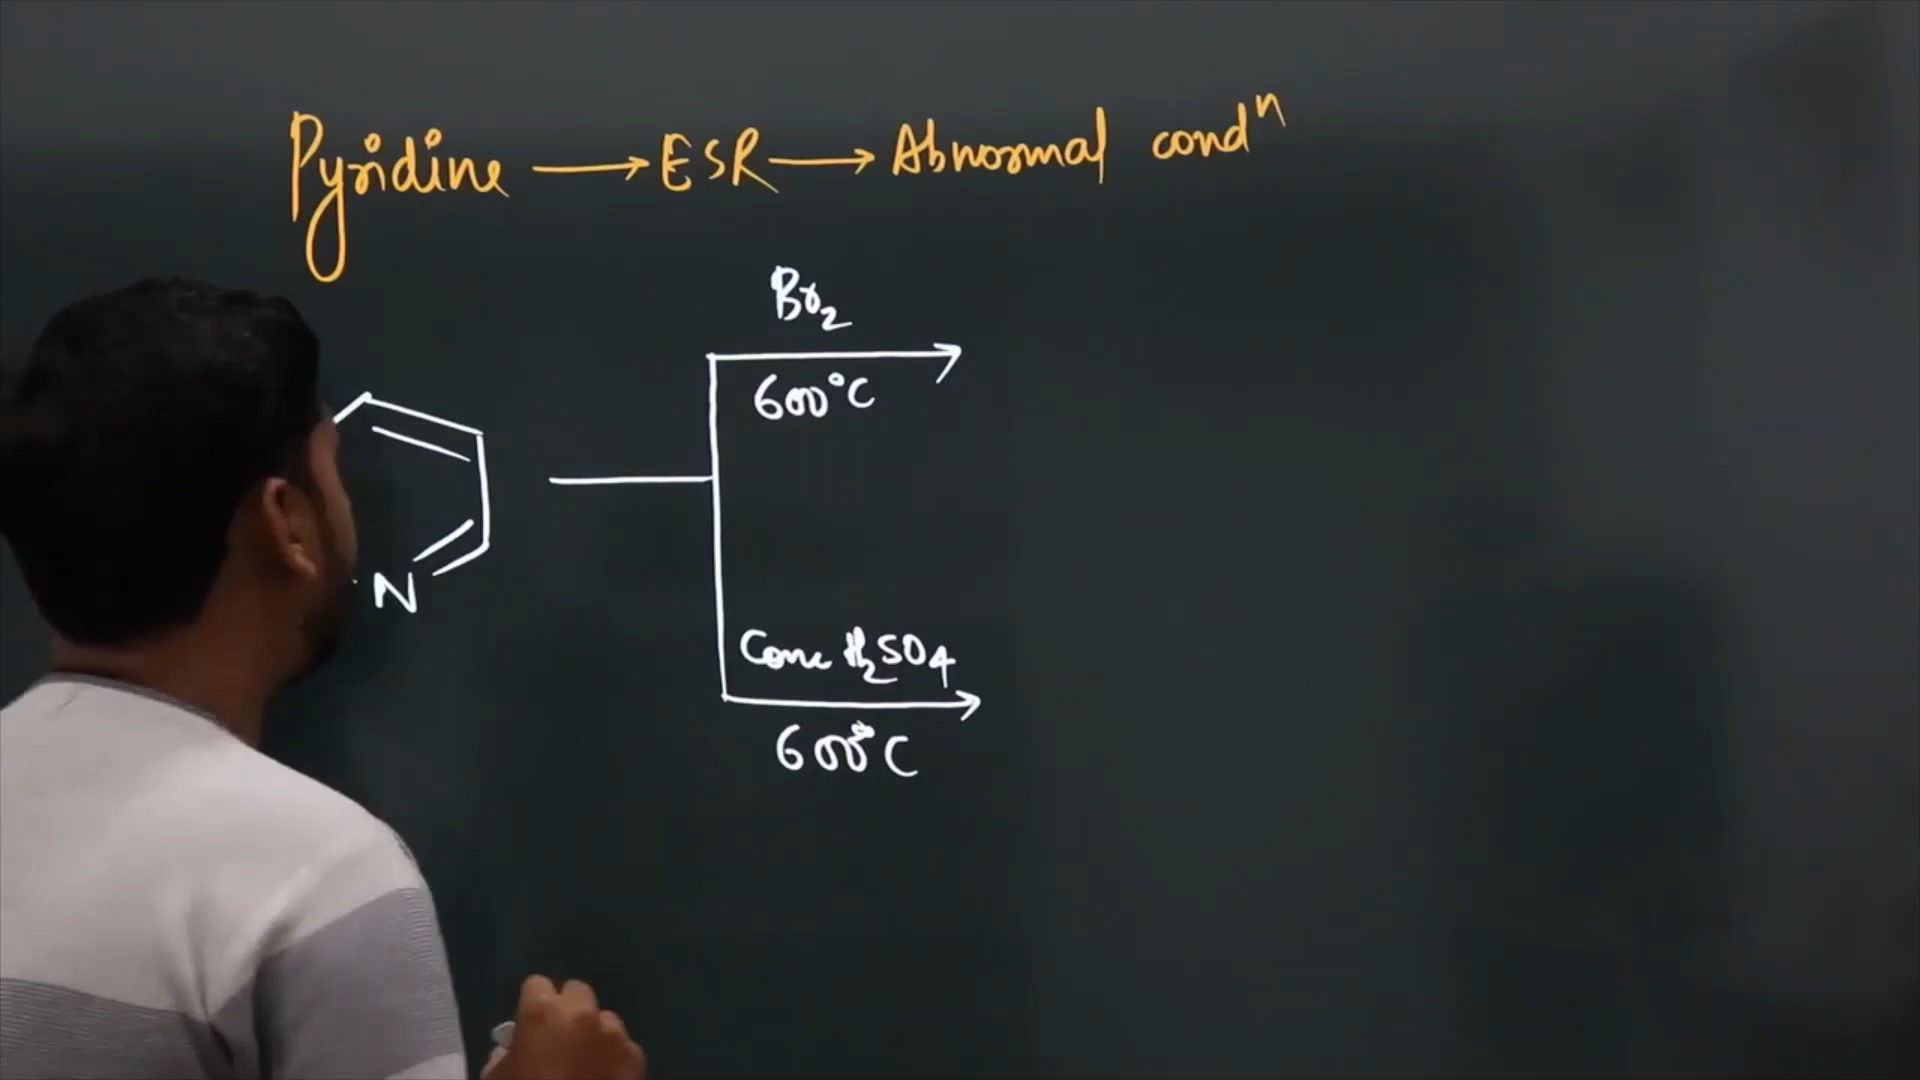 Pyridine → ESR → Abnormal condⁿ
Br₂
600°C
N
Conc H₂SO₄
600°C